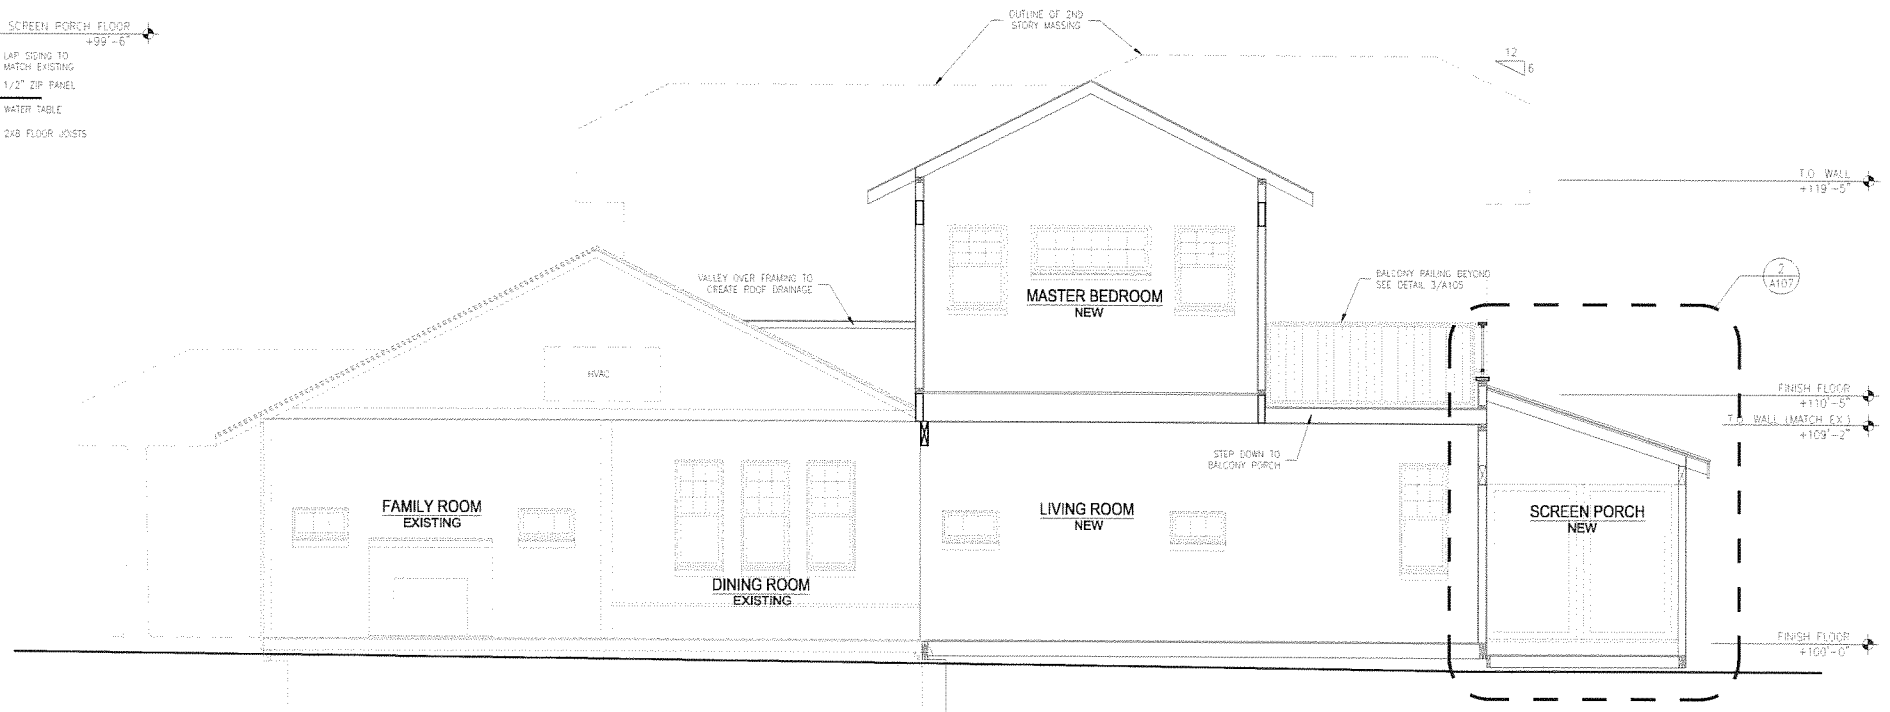 SCREEN PORCH FLOOR
+99'-6"
LAP SIDING TO
MATCH EXISTING
1/2" ZIP PANEL
WATER TABLE
2X8 FLOOR JOISTS
OUTLINE OF 2ND
STORY MASSING
12
6
T.O. WALL
+119'-5"
VALLEY OVER FRAMING TO
CREATE ROOF DRAINAGE
MASTER BEDROOM
NEW
BALCONY RAILING BEYOND
SEE DETAIL 3/A105
2
A107
HVAC
FINISH FLOOR
+110'-5"
T.O. WALL (MATCH EX.)
+109'-2"
STEP DOWN TO
BALCONY PORCH
FAMILY ROOM
EXISTING
LIVING ROOM
NEW
SCREEN PORCH
NEW
DINING ROOM
EXISTING
FINISH FLOOR
+100'-0"